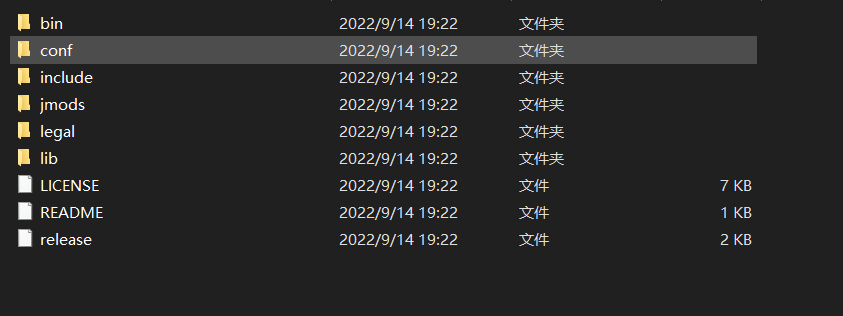 bin 2022/9/14 19:22 文件夹
conf 2022/9/14 19:22 文件夹
include 2022/9/14 19:22 文件夹
jmods 2022/9/14 19:22 文件夹
legal 2022/9/14 19:22 文件夹
lib 2022/9/14 19:22 文件夹
LICENSE 2022/9/14 19:22 文件 7 KB
README 2022/9/14 19:22 文件 1 KB
release 2022/9/14 19:22 文件 2 KB